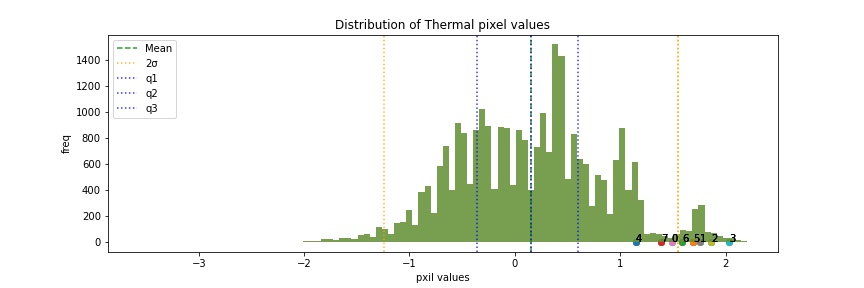 Distribution of Thermal pixel values
Mean
2σ
q1
q2
q3
1400
1200
1000
800
600
400
200
0
freq
4 7 0 6 5 1 2 3
−3 −2 −1 0 1 2
pxil values